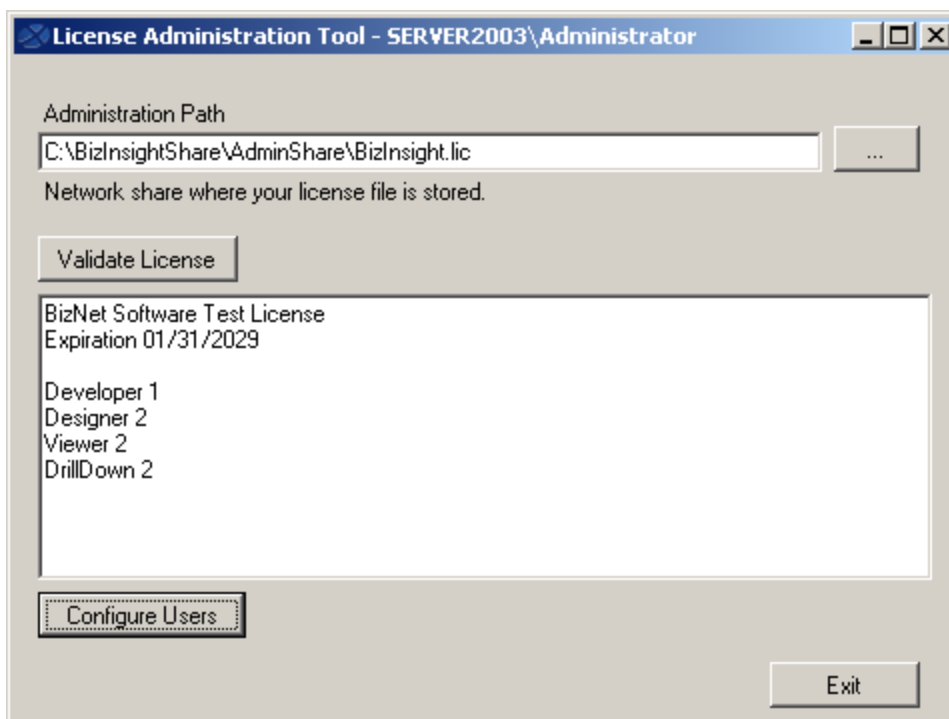 License Administration Tool - SERVER2003\Administrator
Administration Path
C:\BizInsightShare\AdminShare\BizInsight.lic
...
Network share where your license file is stored.
Validate License
BizNet Software Test License
Expiration 01/31/2029
Developer 1
Designer 2
Viewer 2
DrillDown 2
Configure Users
Exit